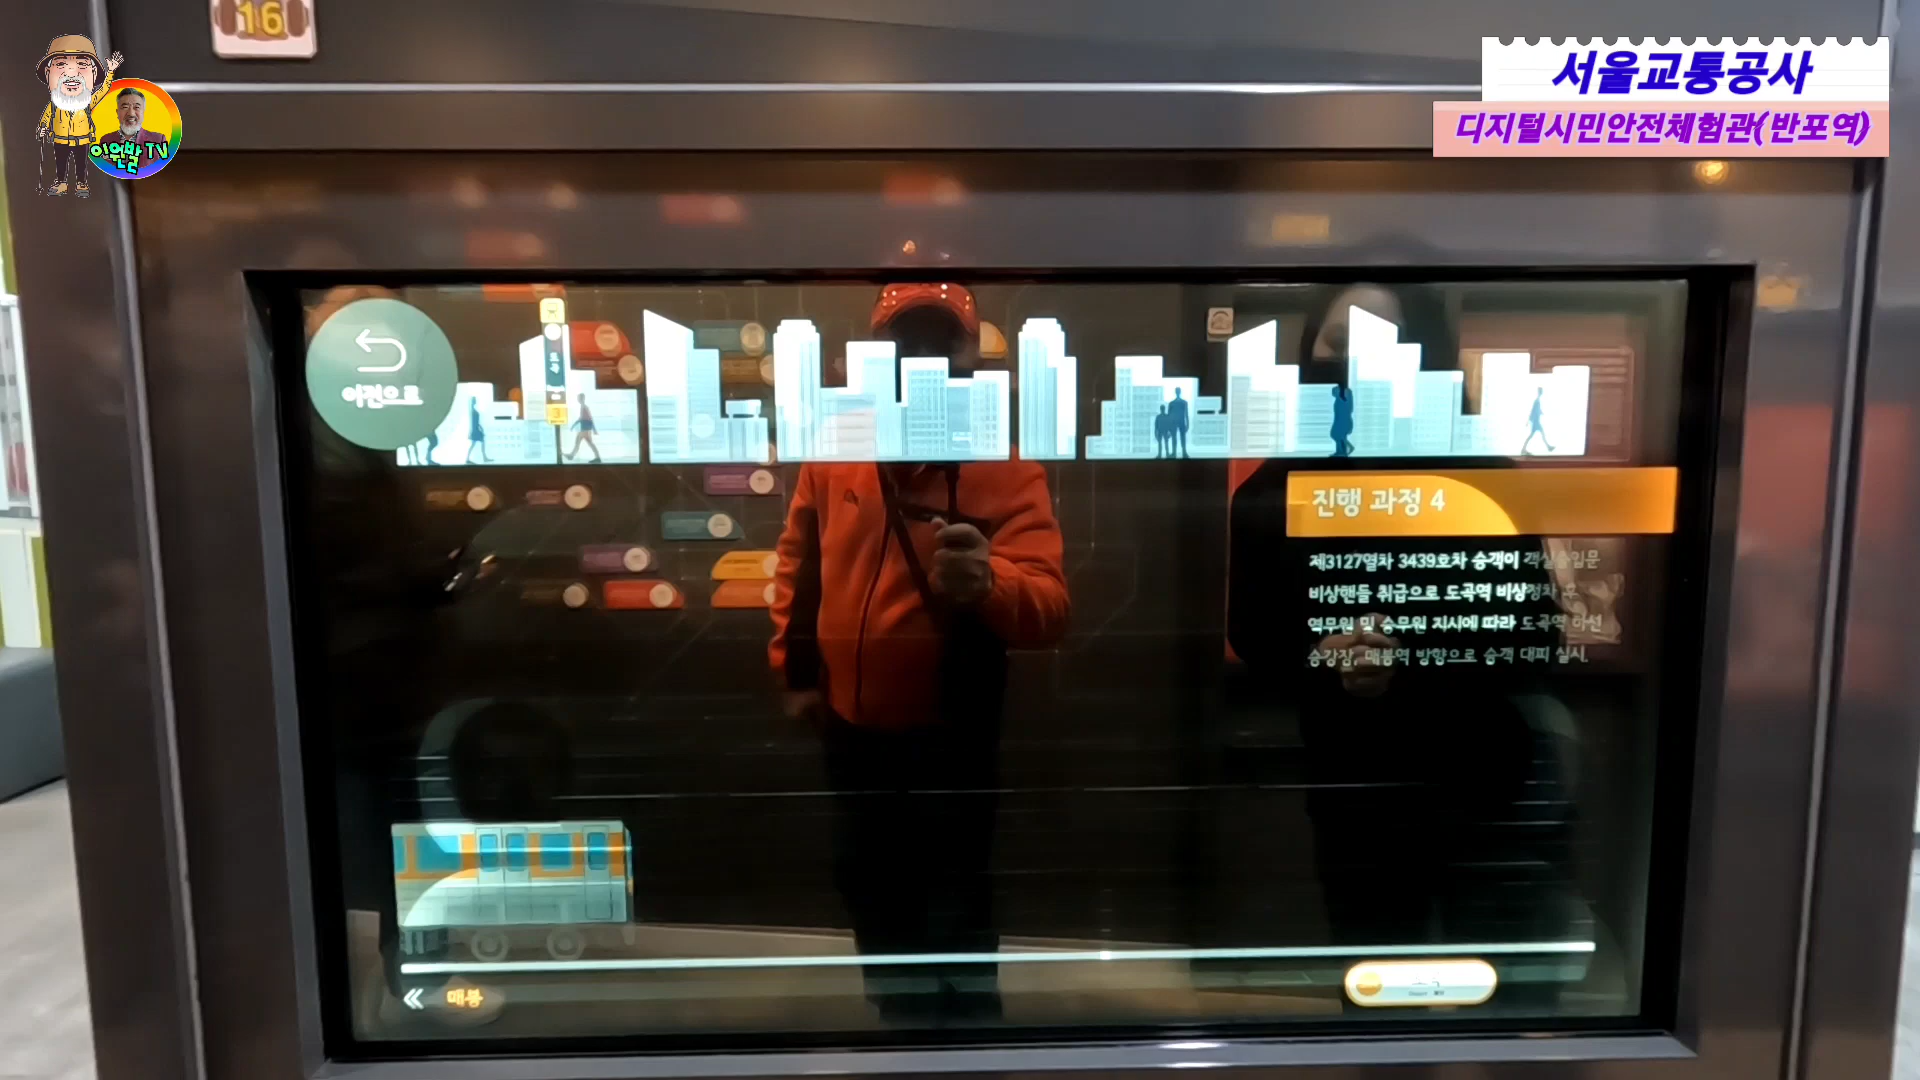 16
이원발 TV
서울교통공사
디지털시민안전체험관(반포역)
이전으로
진행 과정 4
제3127열차 3439호차 승객이 객실출입문
비상핸들 취급으로 도곡역 비상정차 후
역무원 및 승무원 지시에 따라 도곡역 하선
승강장, 매봉역 방향으로 승객 대피 실시.
매봉